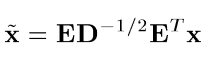 x̃ = ED^{−1/2}E^T x